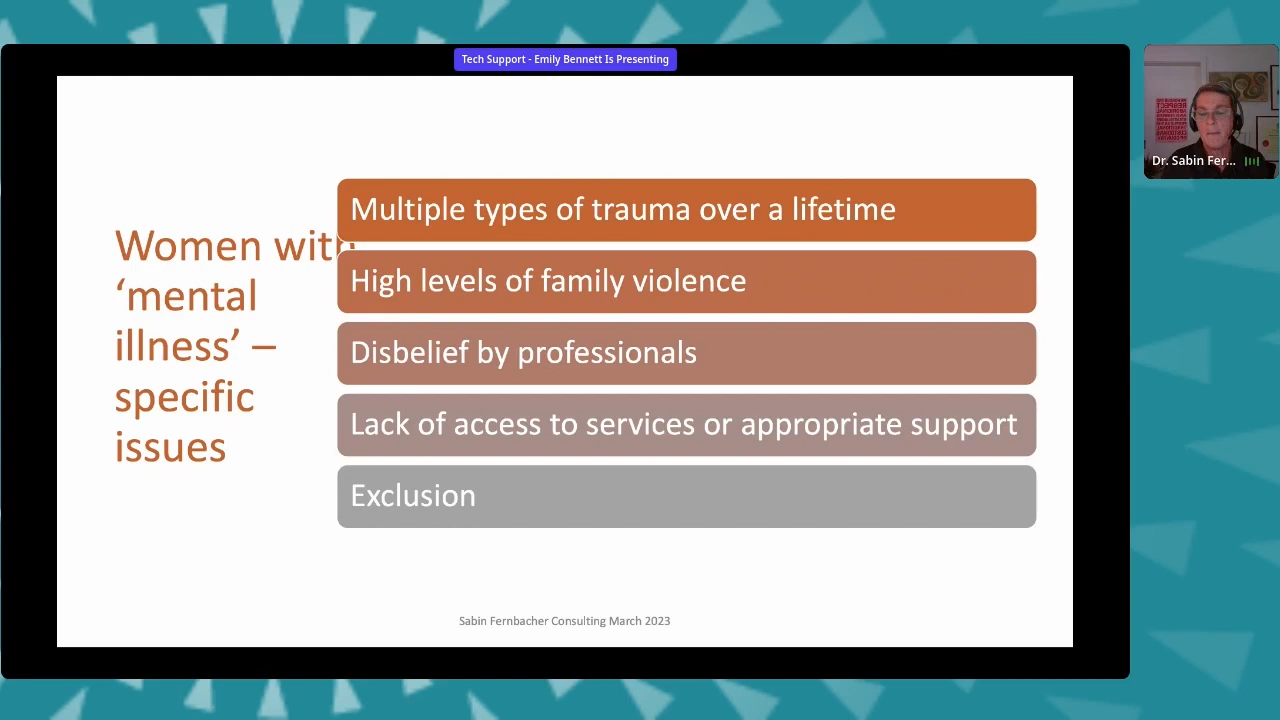 Tech Support - Emily Bennett Is Presenting
Women with
‘mental
illness’ –
specific
issues
Multiple types of trauma over a lifetime
High levels of family violence
Disbelief by professionals
Lack of access to services or appropriate support
Exclusion
Sabin Fernbacher Consulting March 2023
Dr. Sabin Fer...
RESPECT